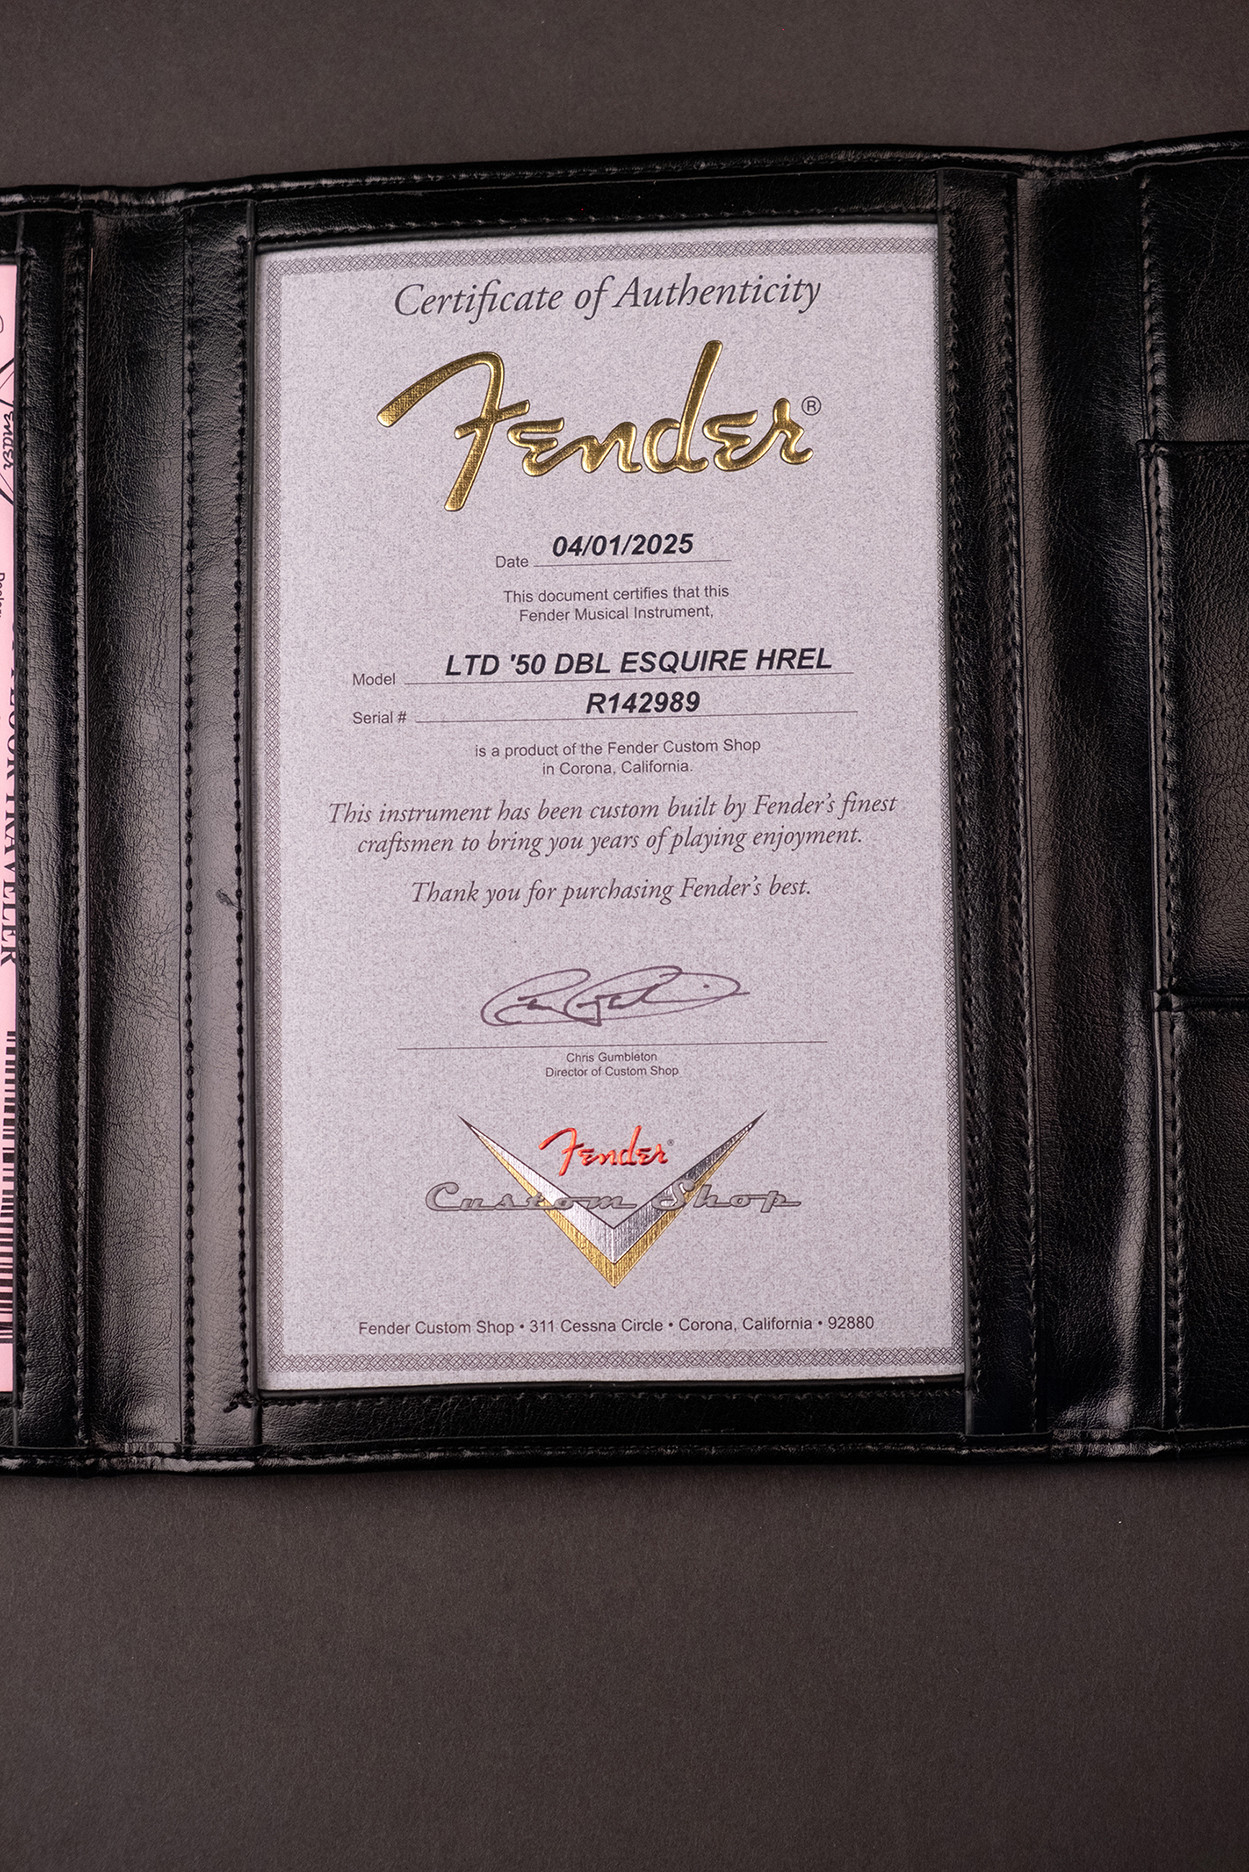 Certificate of Authenticity
Fender®
Date 04/01/2025
This document certifies that this
Fender Musical Instrument,
Model LTD '50 DBL ESQUIRE HREL
Serial # R142989
is a product of the Fender Custom Shop
in Corona, California.
This instrument has been custom built by Fender's finest
craftsmen to bring you years of playing enjoyment.
Thank you for purchasing Fender's best.
Chris Gumbleton
Director of Custom Shop
Fender®
Custom Shop
Fender Custom Shop • 311 Cessna Circle • Corona, California • 92880
TRAVELER